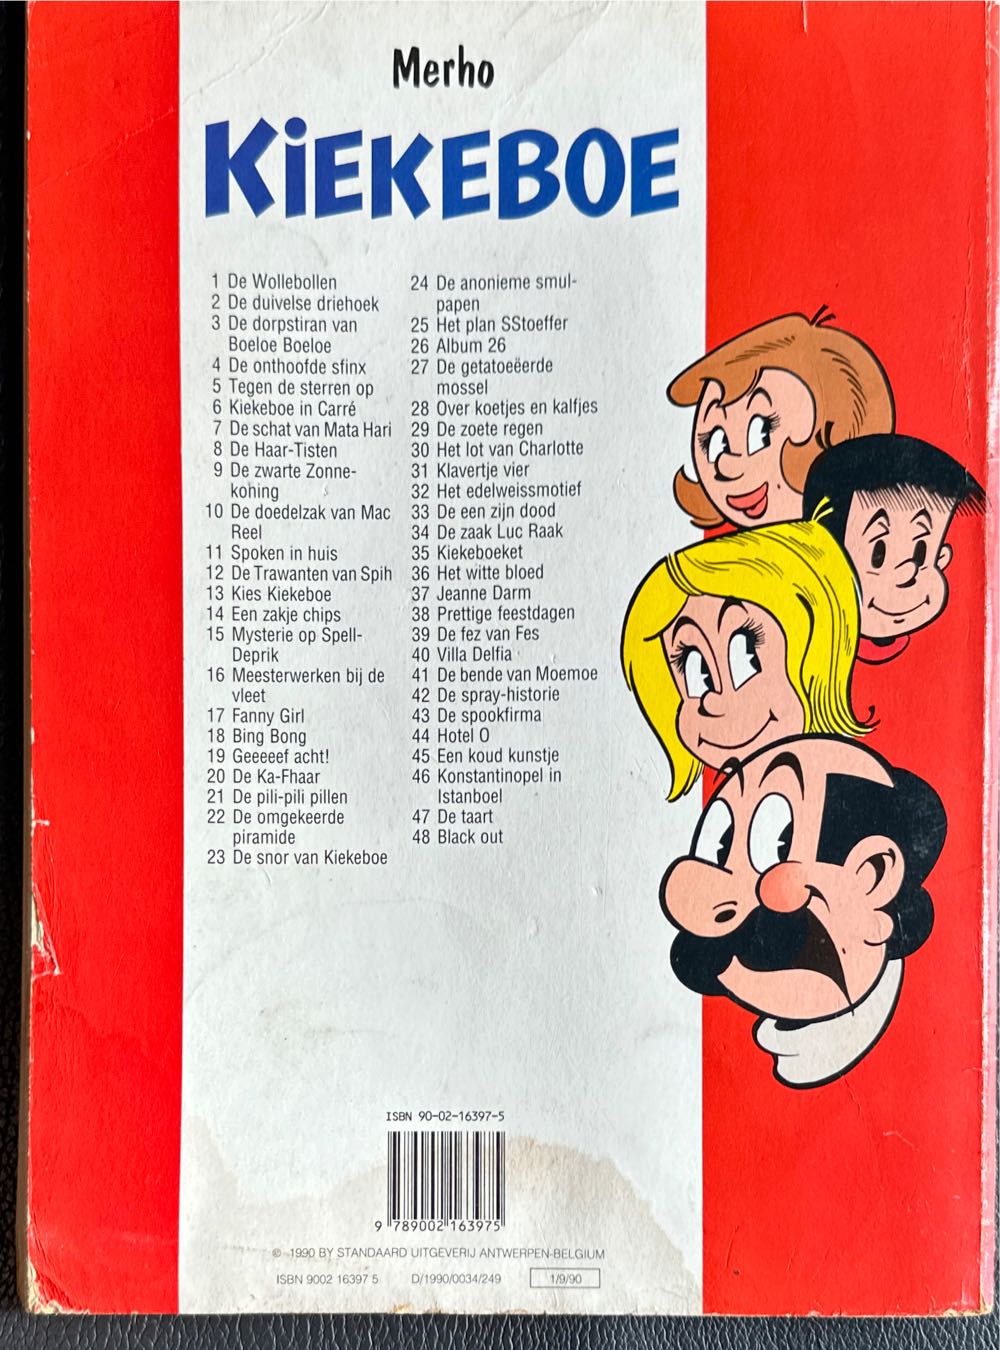 Merho
KiEKEBOE
1 De Wollebollen
2 De duivelse driehoek
3 De dorpstiran van
Boeloe Boeloe
4 De onthoofde sfinx
5 Tegen de sterren op
6 Kiekeboe in Carré
7 De schat van Mata Hari
8 De Haar-Tisten
9 De zwarte Zonne-
koning
10 De doedelzak van Mac
Reel
11 Spoken in huis
12 De Trawanten van Spih
13 Kies Kiekeboe
14 Een zakje chips
15 Mysterie op Spell-
Deprik
16 Meesterwerken bij de
vleet
17 Fanny Girl
18 Bing Bong
19 Geeeeef acht!
20 De Ka-Fhaar
21 De pili-pili pillen
22 De omgekeerde
piramide
23 De snor van Kiekeboe
24 De anonieme smul-
papen
25 Het plan SStoeffer
26 Album 26
27 De getatoeëerde
mossel
28 Over koetjes en kalfjes
29 De zoete regen
30 Het lot van Charlotte
31 Klavertje vier
32 Het edelweissmotief
33 De een zijn dood
34 De zaak Luc Raak
35 Kiekeboeket
36 Het witte bloed
37 Jeanne Darm
38 Prettige feestdagen
39 De fez van Fes
40 Villa Delfia
41 De bende van Moemoe
42 De spray-historie
43 De spookfirma
44 Hotel O
45 Een koud kunstje
46 Konstantinopel in
Istanboel
47 De taart
48 Black out
ISBN 90-02-16397-5
9 789002 163975
© 1990 BY STANDAARD UITGEVERIJ ANTWERPEN-BELGIUM
ISBN 9002 16397 5 D/1990/0034/249 1/9/90